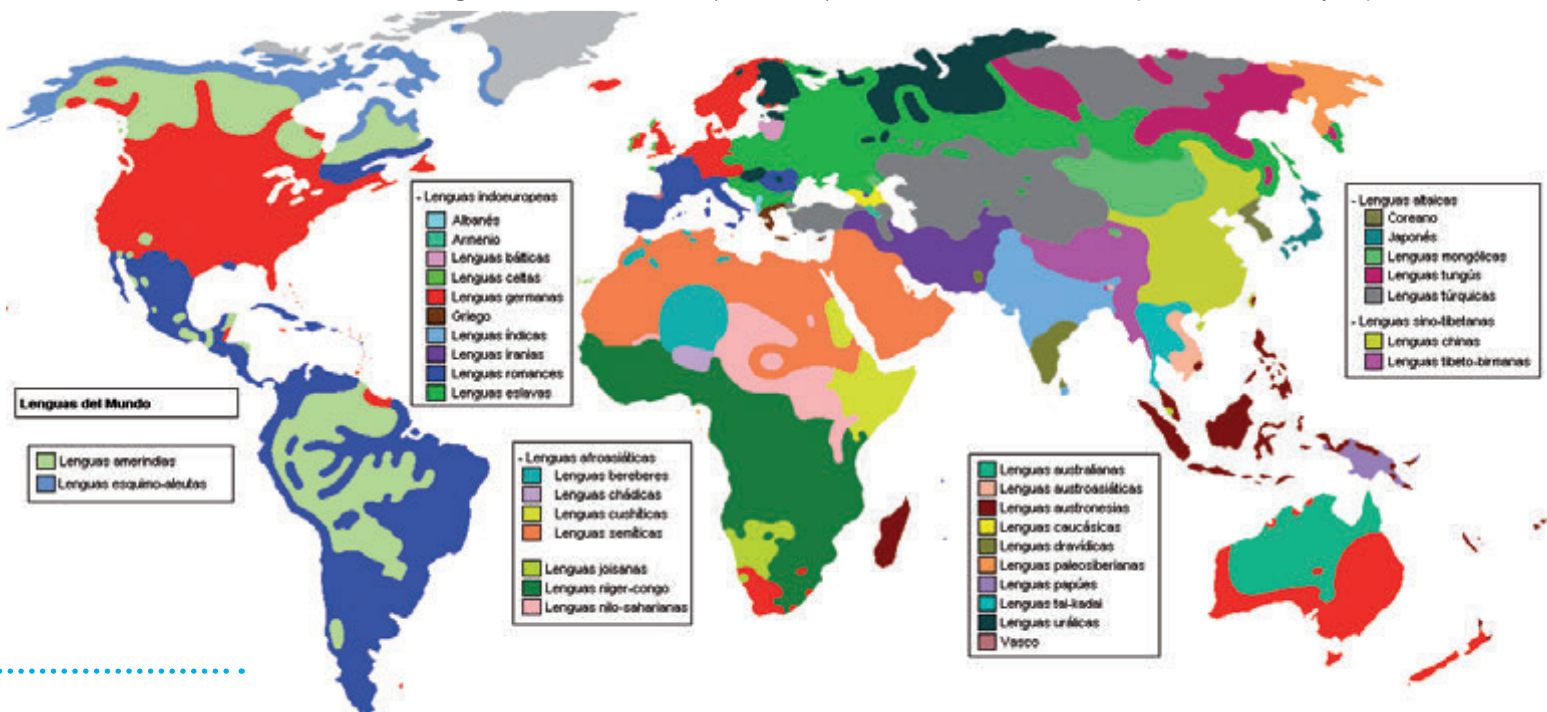 Lenguas del Mundo
Lenguas amerindias
Lenguas esquimo-aleutas
- Lenguas indoeuropeas
Albanés
Armenio
Lenguas bálticas
Lenguas celtas
Lenguas germanas
Griego
Lenguas índicas
Lenguas iranias
Lenguas romances
Lenguas eslavas
- Lenguas afroasiáticas
Lenguas bereberes
Lenguas chádicas
Lenguas cushíticas
Lenguas semíticas
Lenguas joisanas
Lenguas niger-congo
Lenguas nilo-saharianas
Lenguas australianas
Lenguas austroasiáticas
Lenguas austronesias
Lenguas caucásicas
Lenguas dravídicas
Lenguas paleosiberianas
Lenguas papúes
Lenguas tai-kadai
Lenguas urálicas
Vasco
- Lenguas altaicas
Coreano
Japonés
Lenguas mongólicas
Lenguas tungús
Lenguas túrquicas
- Lenguas sino-tibetanas
Lenguas chinas
Lenguas tibeto-birmanas